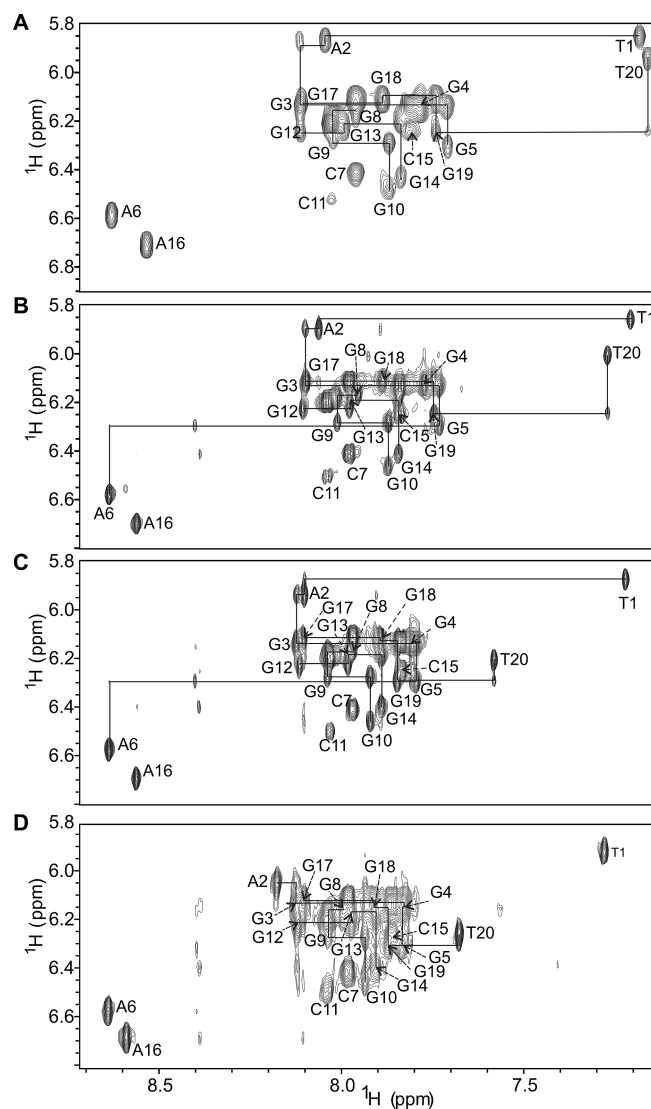 A
5.8
6.0
6.2
6.4
6.6
6.8
¹H (ppm)
A2
T1
T20
G17
G18
G4
G3
G8
G12
G13
G9
C15
G5
C7
G14
G19
C11
G10
A6
A16
B
5.8
6.0
6.2
6.4
6.6
6.8
¹H (ppm)
A2
T1
G8
T20
G17
G18
G4
G3
G12
G9
G13
C15
G5
G19
C7
G14
C11
G10
A6
A16
C
5.8
6.0
6.2
6.4
6.6
6.8
¹H (ppm)
A2
T1
G17
G8
G18
G13
G4
G3
T20
G12
C15
G9
C7
G19
G5
G14
C11
G10
A6
A16
D
5.8
6.0
6.2
6.4
6.6
¹H (ppm)
T1
A2
G17
G18
G8
G4
G3
G12
C15
T20
G9
G13
G5
G19
C7
G10
G14
C11
A6
A16
8.5
8.0
7.5
¹H (ppm)